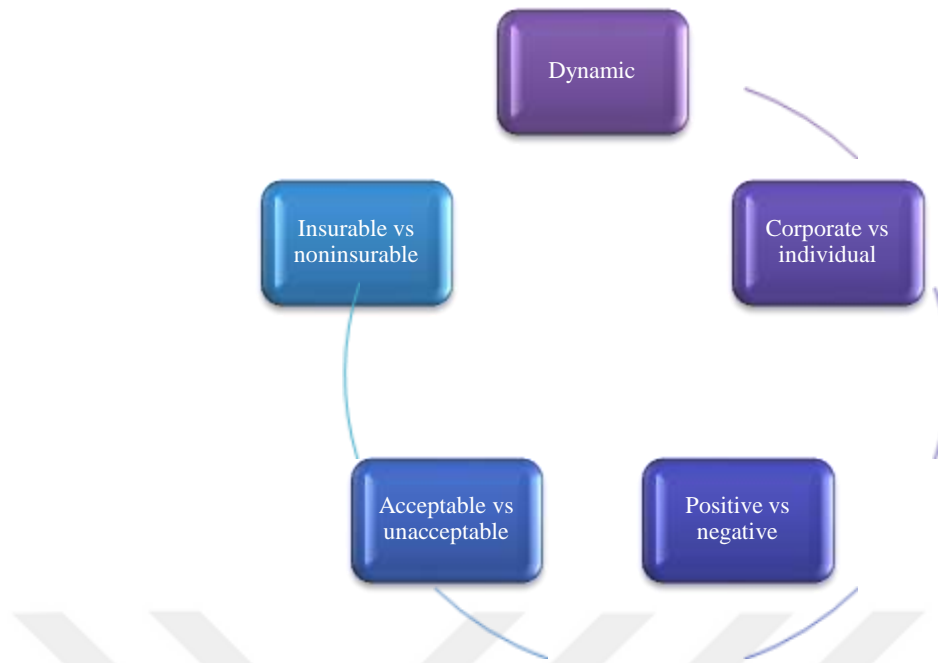 Dynamic
Corporate vs
individual
Positive vs
negative
Acceptable vs
unacceptable
Insurable vs
noninsurable